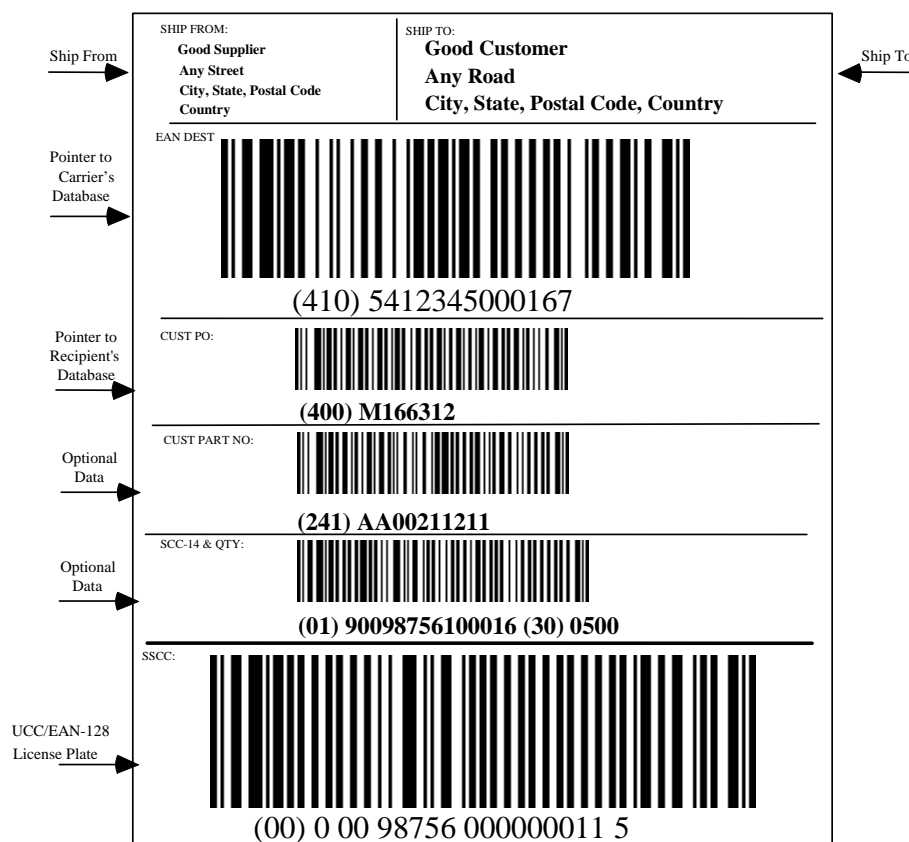 SHIP FROM:
Good Supplier
Any Street
City, State, Postal Code
Country
SHIP TO:
Good Customer
Any Road
City, State, Postal Code, Country
Ship From
Ship To
EAN DEST
Pointer to
Carrier's
Database
(410) 5412345000167
CUST PO:
Pointer to
Recipient's
Database
(400) M166312
CUST PART NO:
Optional
Data
(241) AA00211211
SCC-14 & QTY:
Optional
Data
(01) 90098756100016 (30) 0500
SSCC:
UCC/EAN-128
License Plate
(00) 0 00 98756 000000011 5